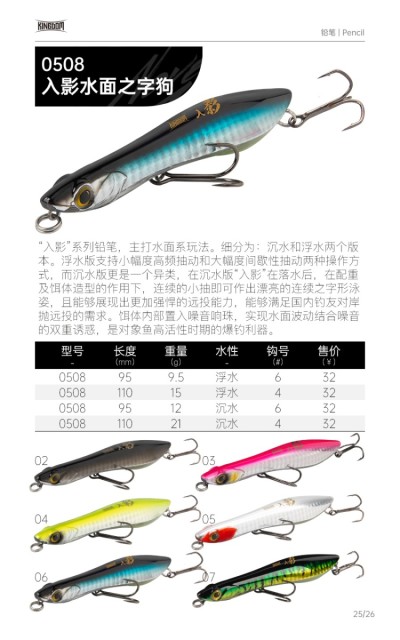 KINGDOM
铅笔 | Pencil
0508
入影水面之字狗
“入影”系列铅笔，主打水面系玩法。细分为：沉水和浮水两个版
本。浮水版支持小幅度高频抽动和大幅度间歇性抽动两种操作方
式，而沉水版更是一个异类，在沉水版“入影”在落水后，在配重
及饵体造型的作用下，连续的小抽即可作出漂亮的连续之字形泳
姿，且能够展现出更加强悍的远投能力，能够满足国内钓友对岸
抛远投的需求。饵体内部置入噪音响珠，实现水面波动结合噪音
的双重诱惑，是对象鱼高活性时期的爆钓利器。
型号 长度 重量 水性 钩号 售价
- (mm) (g) - (#) (￥)
0508 95 9.5 浮水 6 32
0508 110 15 浮水 4 32
0508 95 12 沉水 6 32
0508 110 21 沉水 4 32
02 03
04 05
06 07
25/26